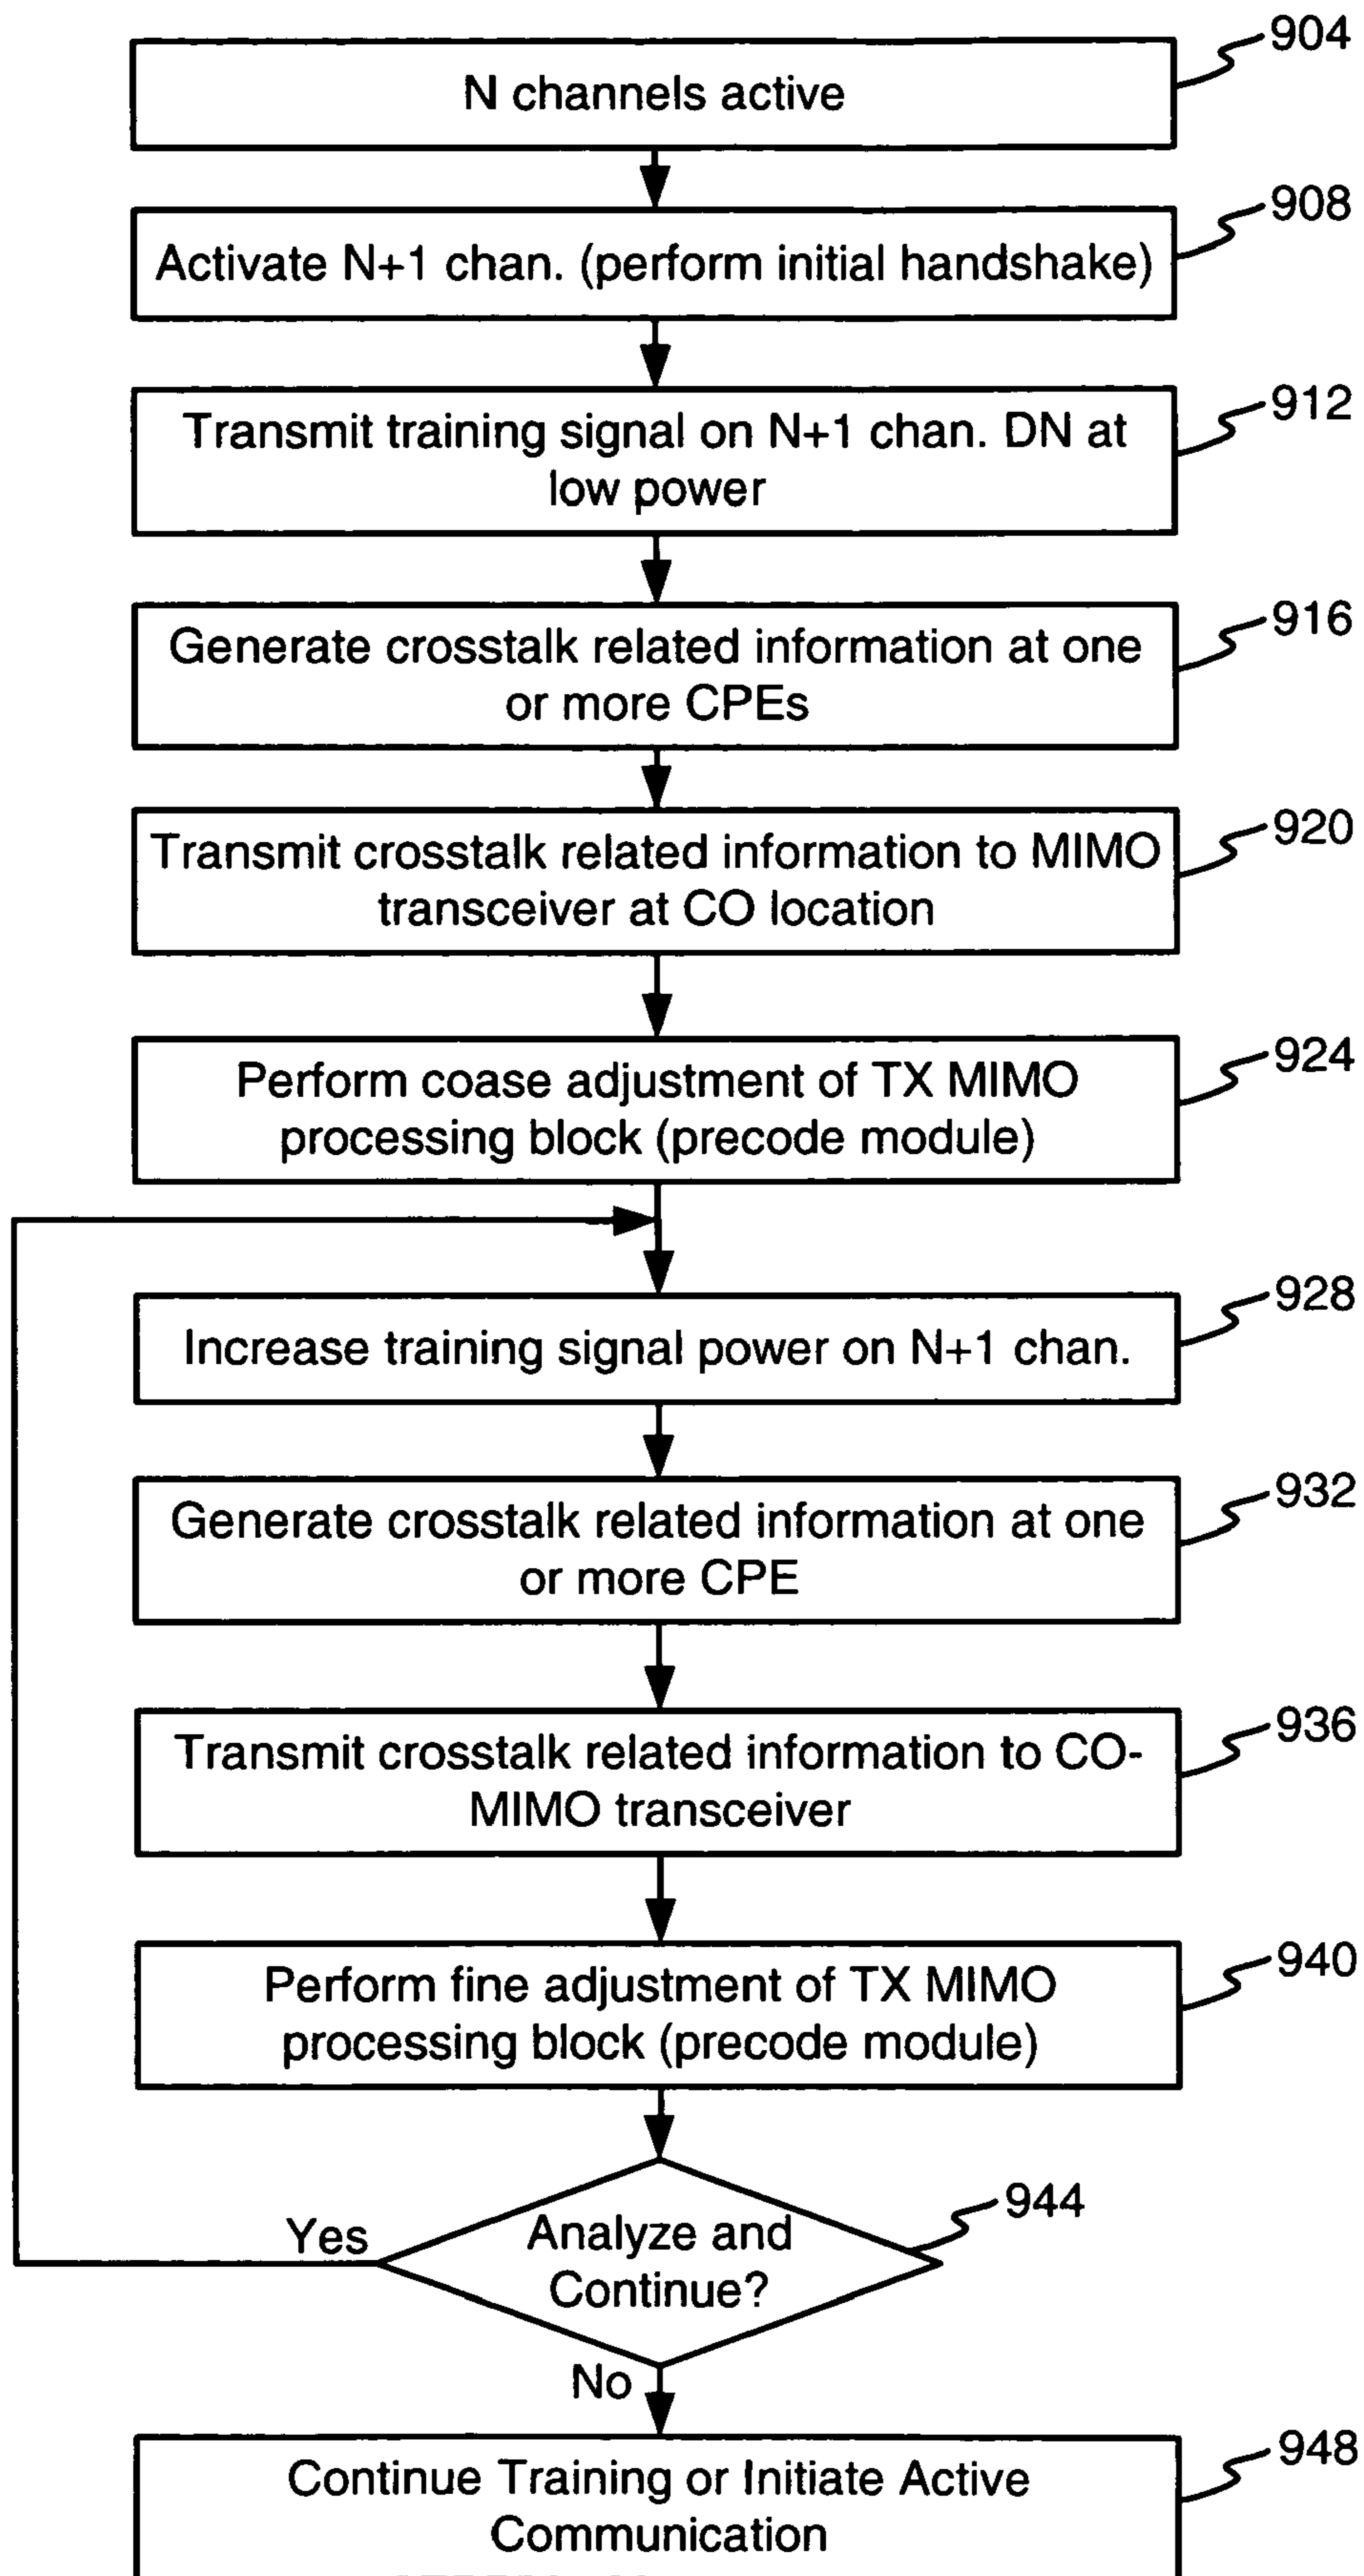 904
N channels active
908
Activate N+1 chan. (perform initial handshake)
912
Transmit training signal on N+1 chan. DN at
low power
916
Generate crosstalk related information at one
or more CPEs
920
Transmit crosstalk related information to MIMO
transceiver at CO location
924
Perform coase adjustment of TX MIMO
processing block (precode module)
928
Increase training signal power on N+1 chan.
932
Generate crosstalk related information at one
or more CPE
936
Transmit crosstalk related information to CO-
MIMO transceiver
940
Perform fine adjustment of TX MIMO
processing block (precode module)
944
Yes
Analyze and
Continue?
No
948
Continue Training or Initiate Active
Communication